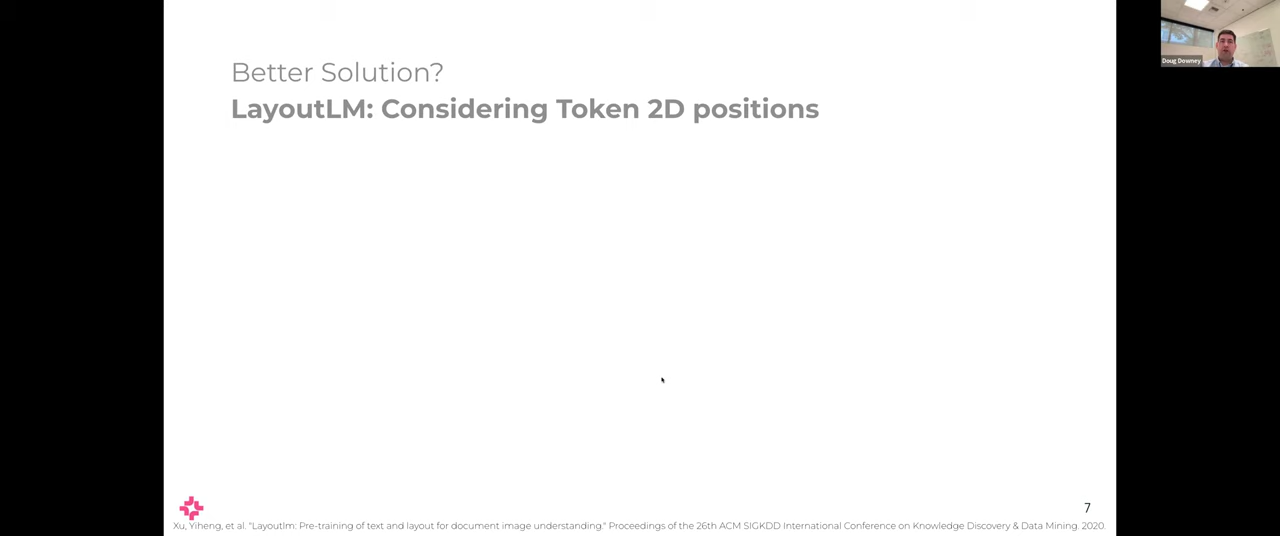 Better Solution?
LayoutLM: Considering Token 2D positions
Doug Downey
7
Xu, Yiheng, et al. "Layoutlm: Pre-training of text and layout for document image understanding." Proceedings of the 26th ACM SIGKDD International Conference on Knowledge Discovery & Data Mining. 2020.